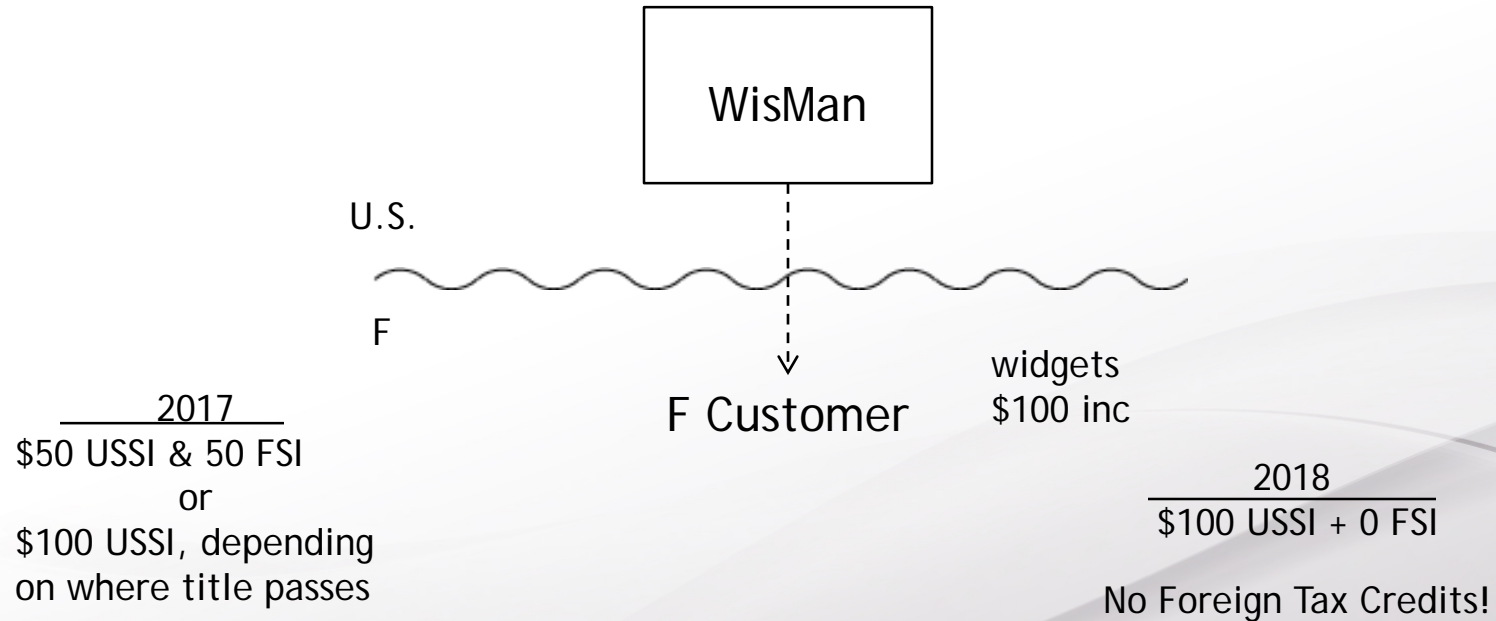 WisMan
U.S.
F
F Customer
widgets
$100 inc
2017
$50 USSI & 50 FSI
or
$100 USSI, depending
on where title passes
2018
$100 USSI + 0 FSI
No Foreign Tax Credits!